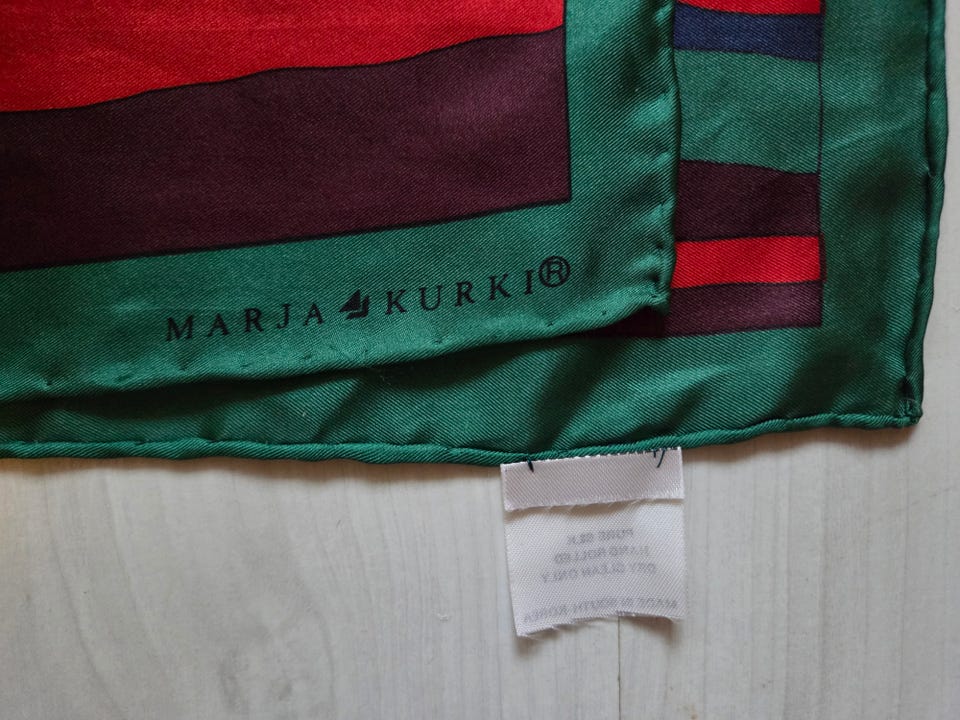 MARJA KURKI®
PURE SILK
HAND ROLLED
DRY CLEAN ONLY
MADE IN SOUTH KOREA